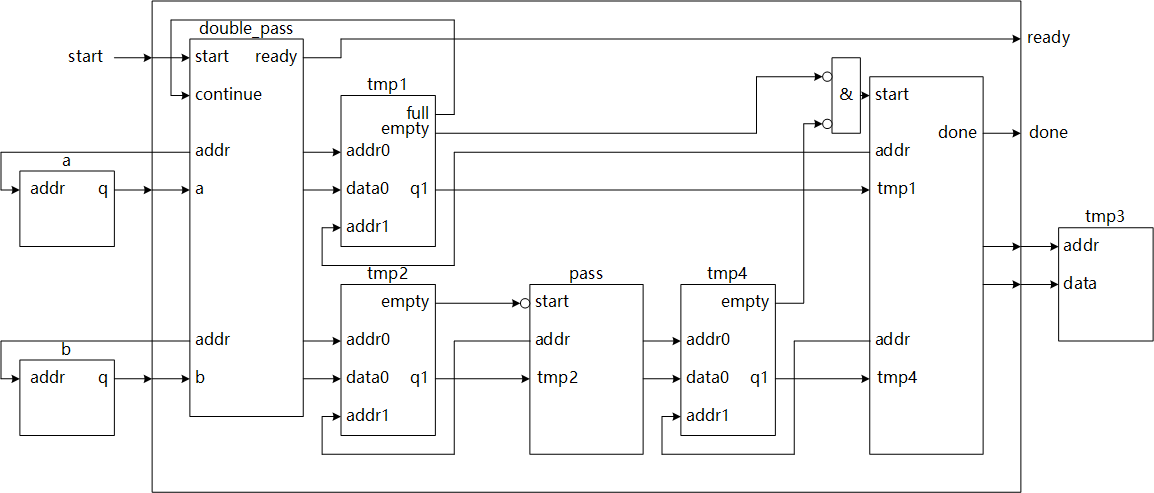 double_pass
start
start
ready
ready
continue
tmp1
full
empty
&
start
done
done
addr
addr0
addr
a
addr
q
a
data0
q1
tmp1
addr1
tmp3
addr
data
tmp2
pass
tmp4
empty
start
empty
addr
addr0
addr
addr0
addr
b
addr
q
b
data0
q1
tmp2
data0
q1
tmp4
addr1
addr1